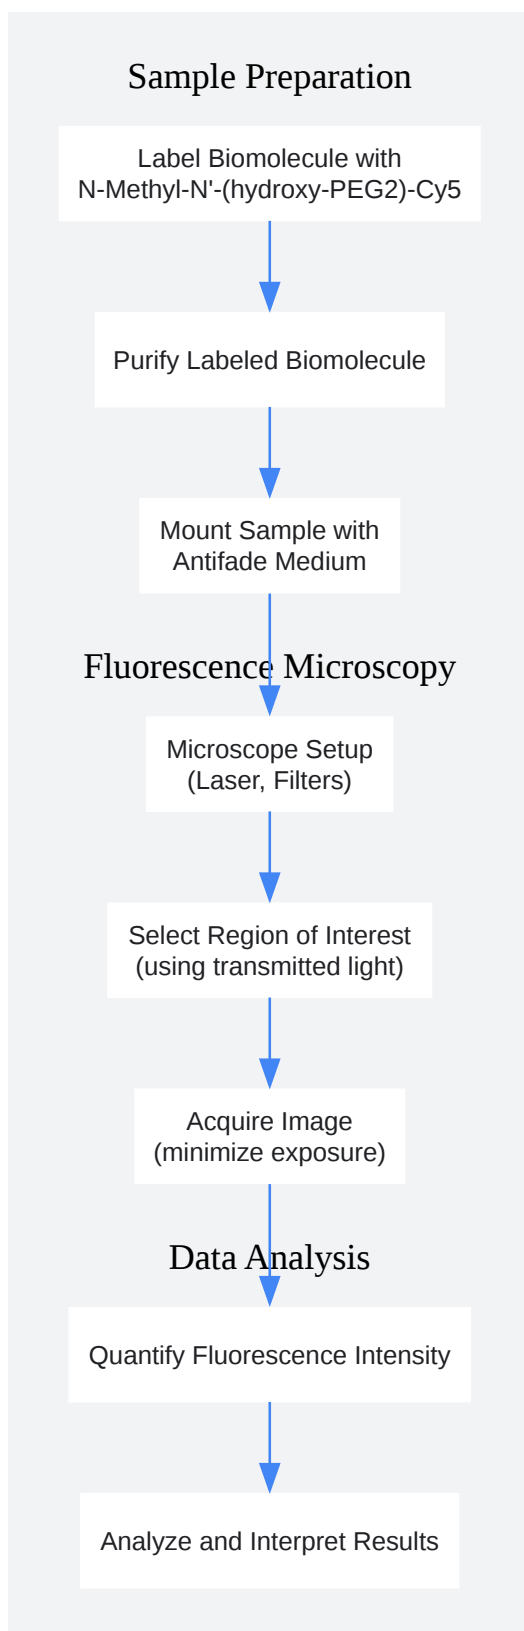 Sample Preparation
Label Biomolecule with
N-Methyl-N'-(hydroxy-PEG2)-Cy5
Purify Labeled Biomolecule
Mount Sample with
Antifade Medium
Fluorescence Microscopy
Microscope Setup
(Laser, Filters)
Select Region of Interest
(using transmitted light)
Acquire Image
(minimize exposure)
Data Analysis
Quantify Fluorescence Intensity
Analyze and Interpret Results